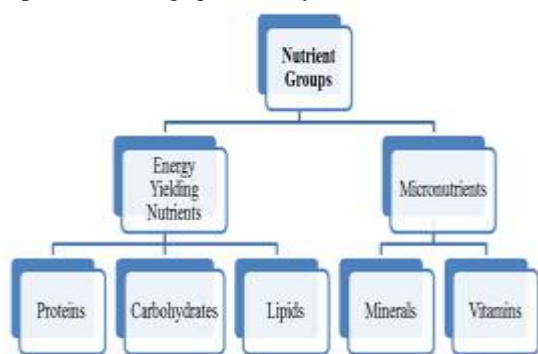 Nutrient
Groups
Energy
Yielding
Nutrients
Micronutrients
Proteins
Carbohydrates
Lipids
Minerals
Vitamins